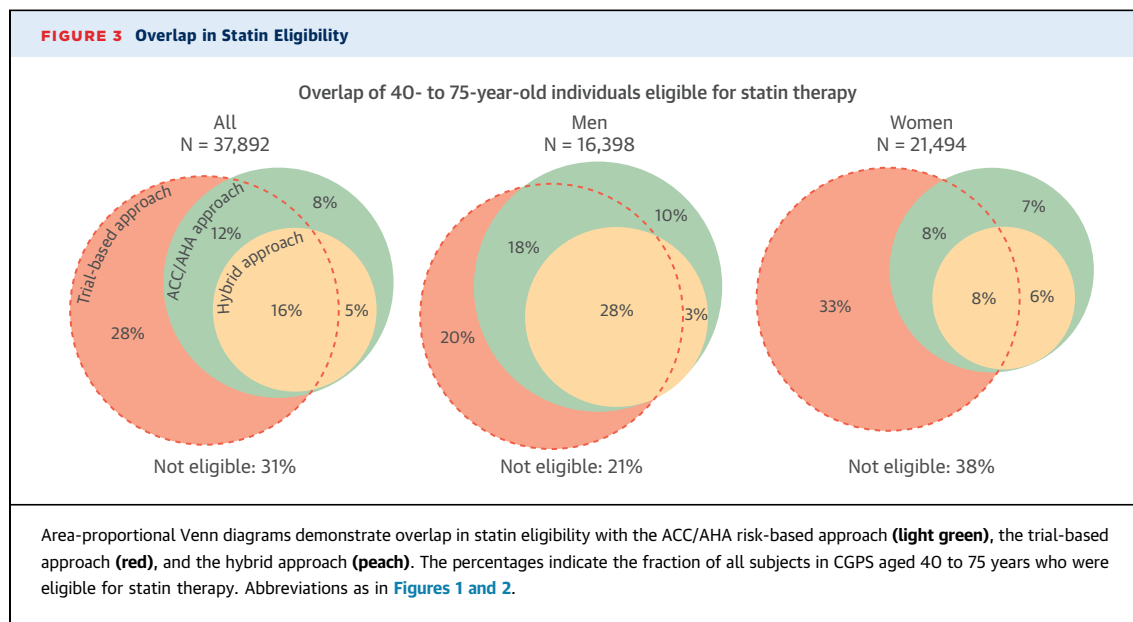 FIGURE 3 Overlap in Statin Eligibility
Overlap of 40- to 75-year-old individuals eligible for statin therapy
All
N = 37,892
Trial-based approach
ACC/AHA approach
Hybrid approach
8%
12%
16%
5%
28%
Not eligible: 31%
Men
N = 16,398
10%
18%
28%
3%
20%
Not eligible: 21%
Women
N = 21,494
7%
8%
33%
8%
6%
Not eligible: 38%
Area-proportional Venn diagrams demonstrate overlap in statin eligibility with the ACC/AHA risk-based approach (light green), the trial-based
approach (red), and the hybrid approach (peach). The percentages indicate the fraction of all subjects in CGPS aged 40 to 75 years who were
eligible for statin therapy. Abbreviations as in Figures 1 and 2.